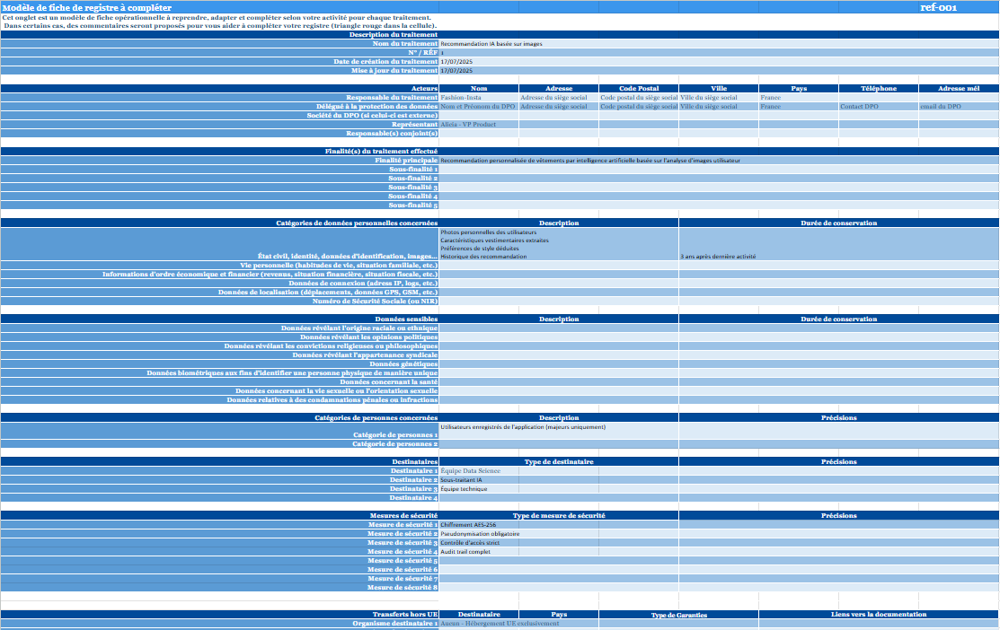 Modèle de fiche de registre à compléter ref-001
Cet onglet est un modèle de fiche opérationnelle à reprendre, adapter et compléter selon votre activité pour chaque traitement.
Dans certains cas, des commentaires seront proposés pour vous aider à compléter votre registre (triangle rouge dans la cellule).
Description du traitement
Nom du traitement Recommandation IA basée sur images
N° / RÉF 1
Date de création du traitement 17/07/2025
Mise à jour du traitement 17/07/2025
Acteurs Nom Adresse Code Postal Ville Pays Téléphone Adresse mél
Responsable du traitement Fashion-Insta Adresse du siège social Code postal du siège social Ville du siège social France
Délégué à la protection des données Nom et Prénom du DPO Adresse du siège social Code postal du siège social Ville du siège social France Contact DPO email du DPO
Société du DPO (si celui-ci est externe)
Représentant Alicia - VP Product
Responsable(s) conjoint(s)
Finalité(s) du traitement effectué
Finalité principale Recommandation personnalisée de vêtements par intelligence artificielle basée sur l'analyse d'images utilisateur
Sous-finalité 1
Sous-finalité 2
Sous-finalité 3
Sous-finalité 4
Sous-finalité 5
Catégories de données personnelles concernées Description Durée de conservation
Photos personnelles des utilisateurs
Caractéristiques vestimentaires extraites
Préférences de style déduites
État civil, identité, données d'identification, images... Historique des recommandation 3 ans après dernière activité
Vie personnelle (habitudes de vie, situation familiale, etc.)
Informations d'ordre économique et financier (revenus, situation financière, situation fiscale, etc.)
Données de connexion (adress IP, logs, etc.)
Données de localisation (déplacements, données GPS, GSM, etc.)
Numéro de Sécurité Sociale (ou NIR)
Données sensibles Description Durée de conservation
Données révélant l'origine raciale ou ethnique
Données révélant les opinions politiques
Données révélant les convictions religieuses ou philosophiques
Données révélant l'appartenance syndicale
Données génétiques
Données biométriques aux fins d'identifier une personne physique de manière unique
Données concernant la santé
Données concernant la vie sexuelle ou l'orientation sexuelle
Données relatives à des condamnations pénales ou infractions
Catégories de personnes concernées Description Précisions
Utilisateurs enregistrés de l'application (majeurs uniquement)
Catégorie de personnes 1
Catégorie de personnes 2
Destinataires Type de destinataire Précisions
Destinataire 1 Équipe Data Science
Destinataire 2 Sous-traitant IA
Destinataire 3 Équipe technique
Destinataire 4
Mesures de sécurité Type de mesure de sécurité Précisions
Mesure de sécurité 1 Chiffrement AES-256
Mesure de sécurité 2 Pseudonymisation obligatoire
Mesure de sécurité 3 Contrôle d'accès strict
Mesure de sécurité 4 Audit trail complet
Mesure de sécurité 5
Mesure de sécurité 6
Mesure de sécurité 7
Mesure de sécurité 8
Transferts hors UE Destinataire Pays Type de Garanties Liens vers la documentation
Organisme destinataire 1 Aucun - Hébergement UE exclusivement